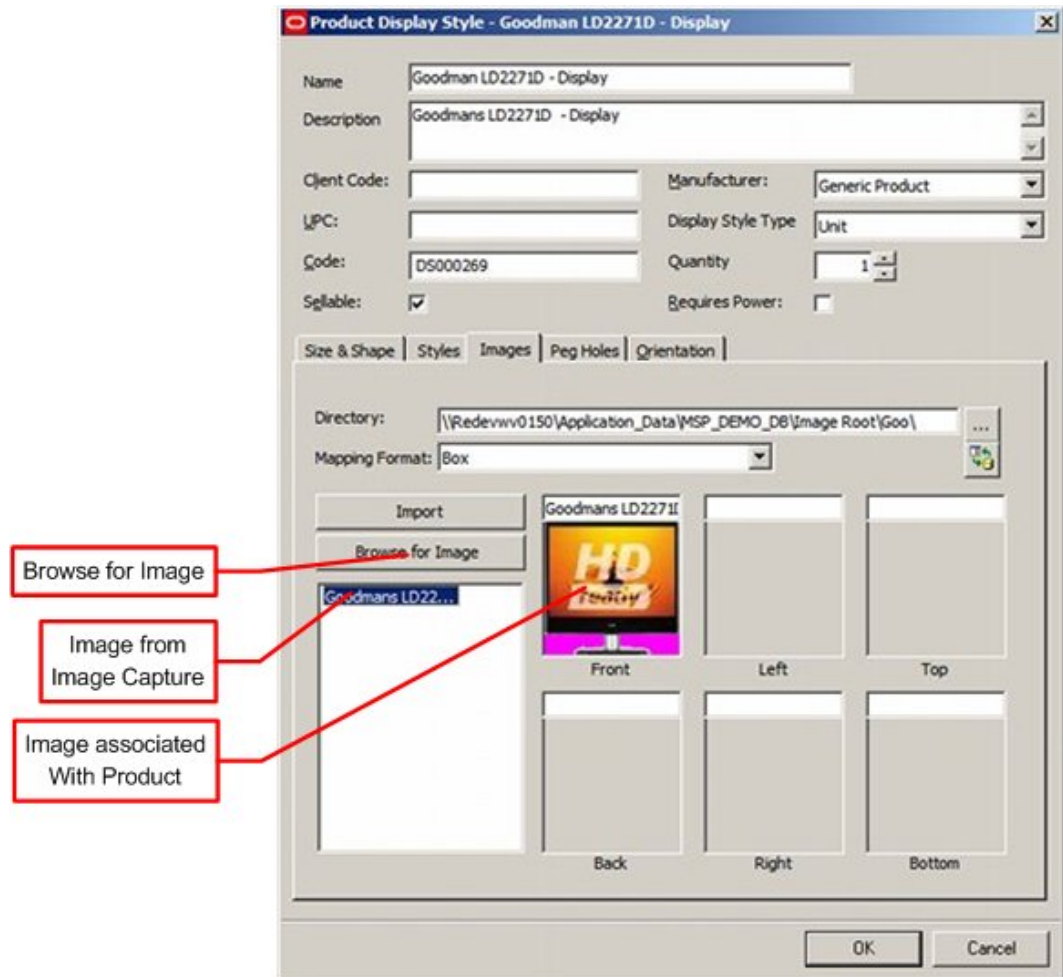 Product Display Style - Goodman LD2271D - Display
Name
Goodman LD2271D - Display
Description
Goodmans LD2271D - Display
Client Code:
Manufacturer:
Generic Product
UPC:
Display Style Type
Unit
Code:
DS000269
Quantity
1
Sellable:
Requires Power:
Size & Shape
Styles
Images
Peg Holes
Orientation
Directory:
\\Redevwv0150\Application_Data\MSP_DEMO_DB\Image Root\Goo\
...
Mapping Format:
Box
Import
Goodmans LD2271D
Browse for Image
Browse for Image
Goodmans LD22...
HD
ready
Image from
Image Capture
Front
Left
Top
Image associated
With Product
Back
Right
Bottom
OK
Cancel